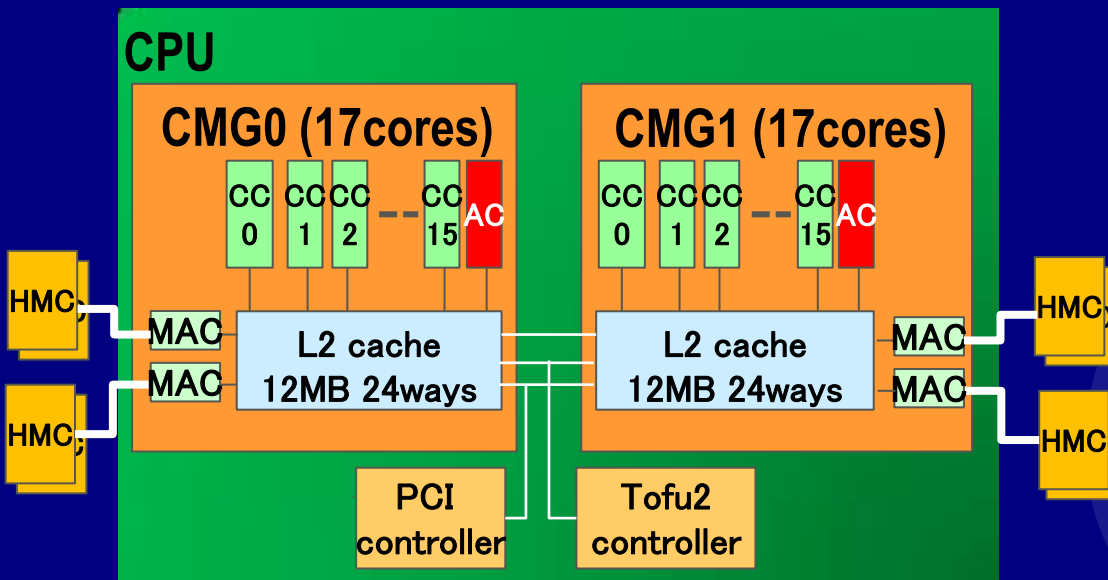 CPU
CMG0 (17cores)
CC
0
CC
1
CC
2
--
CC
15
AC
CMG1 (17cores)
CC
0
CC
1
CC
2
--
CC
15
AC
HMC
MAC
L2 cache
12MB 24ways
MAC
HMC
L2 cache
12MB 24ways
MAC
HMC
MAC
HMC
PCI
controller
Tofu2
controller